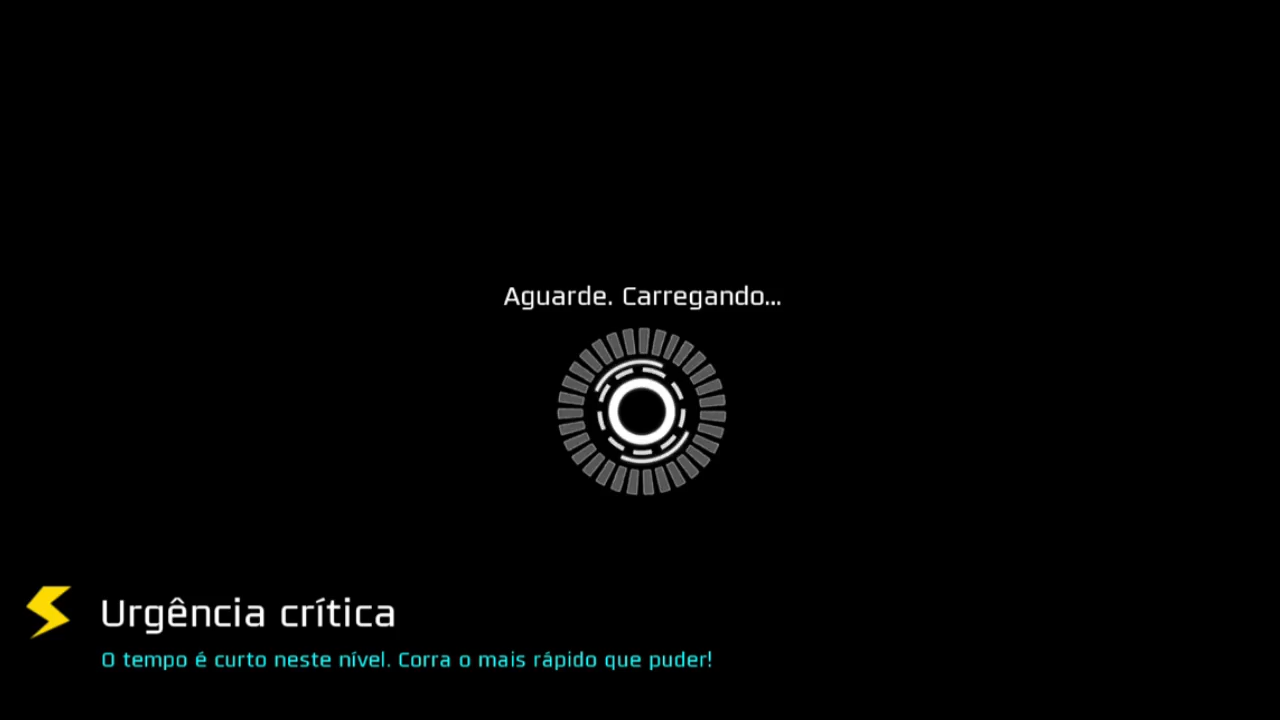 Aguarde. Carregando...
Urgência crítica
O tempo é curto neste nível. Corra o mais rápido que puder!